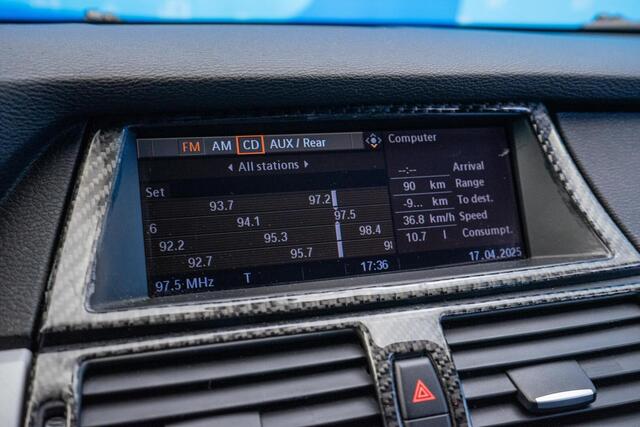 FM AM CD AUX / Rear
All stations
Set
93.7 97.2
6 94.1 97.5
92.2 95.3 98.4
92.7 95.7 9
97.5 MHz T 17:36
Computer
--:-- Arrival
90 km Range
-9... km To dest.
36.8 km/h Speed
10.7 l Consumpt.
17.04.2025